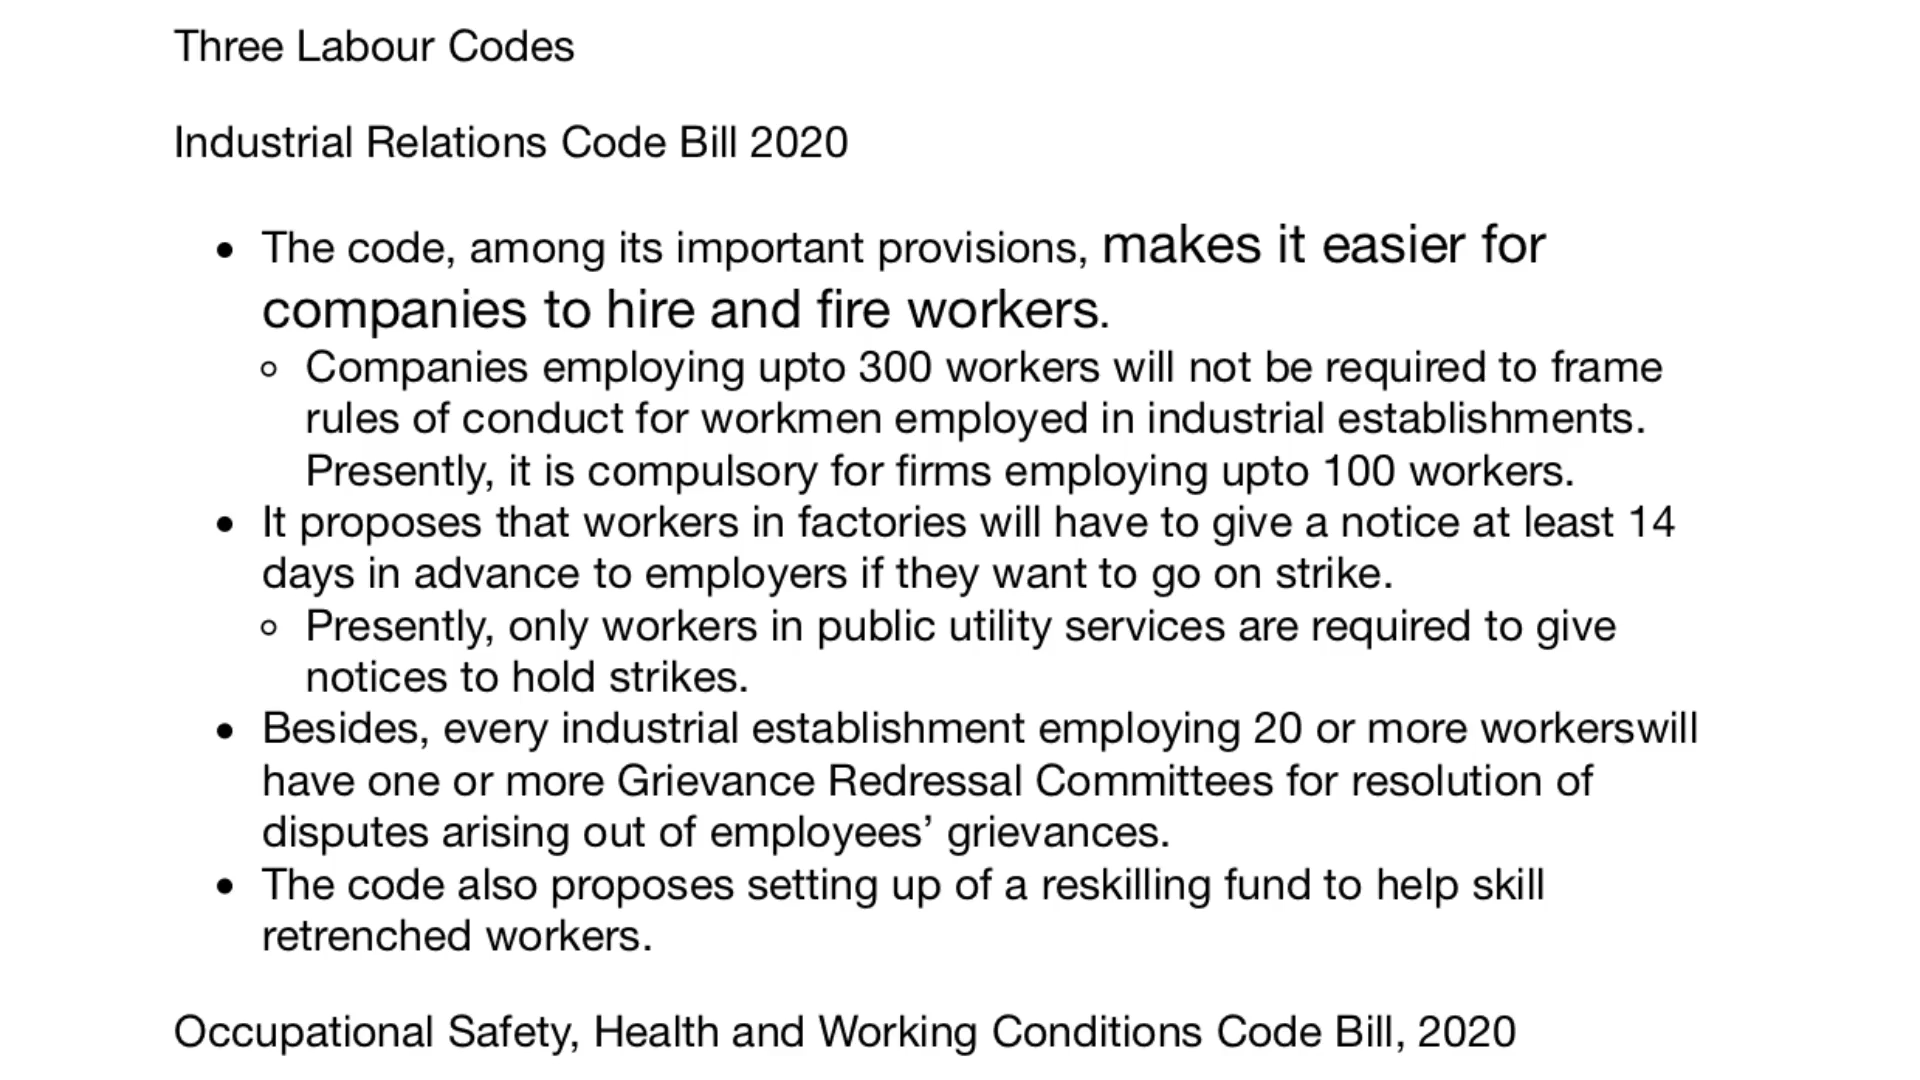 Three Labour Codes
Industrial Relations Code Bill 2020
• The code, among its important provisions, makes it easier for
companies to hire and fire workers.
◦ Companies employing upto 300 workers will not be required to frame
rules of conduct for workmen employed in industrial establishments.
Presently, it is compulsory for firms employing upto 100 workers.
• It proposes that workers in factories will have to give a notice at least 14
days in advance to employers if they want to go on strike.
◦ Presently, only workers in public utility services are required to give
notices to hold strikes.
• Besides, every industrial establishment employing 20 or more workerswill
have one or more Grievance Redressal Committees for resolution of
disputes arising out of employees’ grievances.
• The code also proposes setting up of a reskilling fund to help skill
retrenched workers.
Occupational Safety, Health and Working Conditions Code Bill, 2020